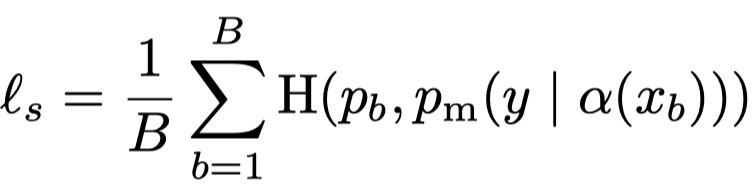 ℓ_s = \frac{1}{B} \sum_{b=1}^{B} H(p_b, p_m(y | α(x_b)))